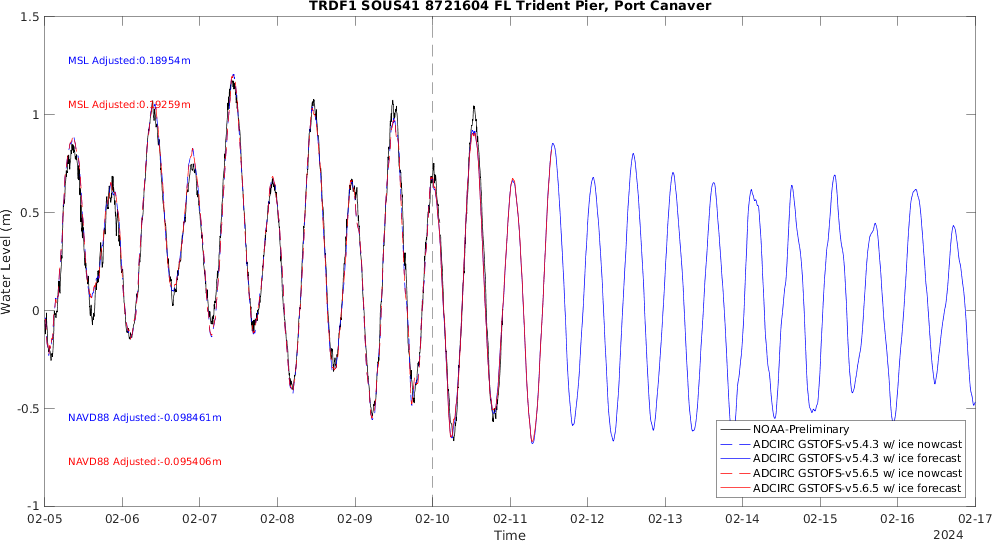 TRDF1 SOUS41 8721604 FL Trident Pier, Port Canaver
1.5
1
0.5
0
-0.5
-1
Water Level (m)
MSL Adjusted:0.18954m
MSL Adjusted:0.19259m
NAVD88 Adjusted:-0.098461m
NAVD88 Adjusted:-0.095406m
NOAA-Preliminary
ADCIRC GSTOFS-v5.4.3 w/ ice nowcast
ADCIRC GSTOFS-v5.4.3 w/ ice forecast
ADCIRC GSTOFS-v5.6.5 w/ ice nowcast
ADCIRC GSTOFS-v5.6.5 w/ ice forecast
02-05 02-06 02-07 02-08 02-09 02-10 02-11 02-12 02-13 02-14 02-15 02-16 02-17
Time
2024